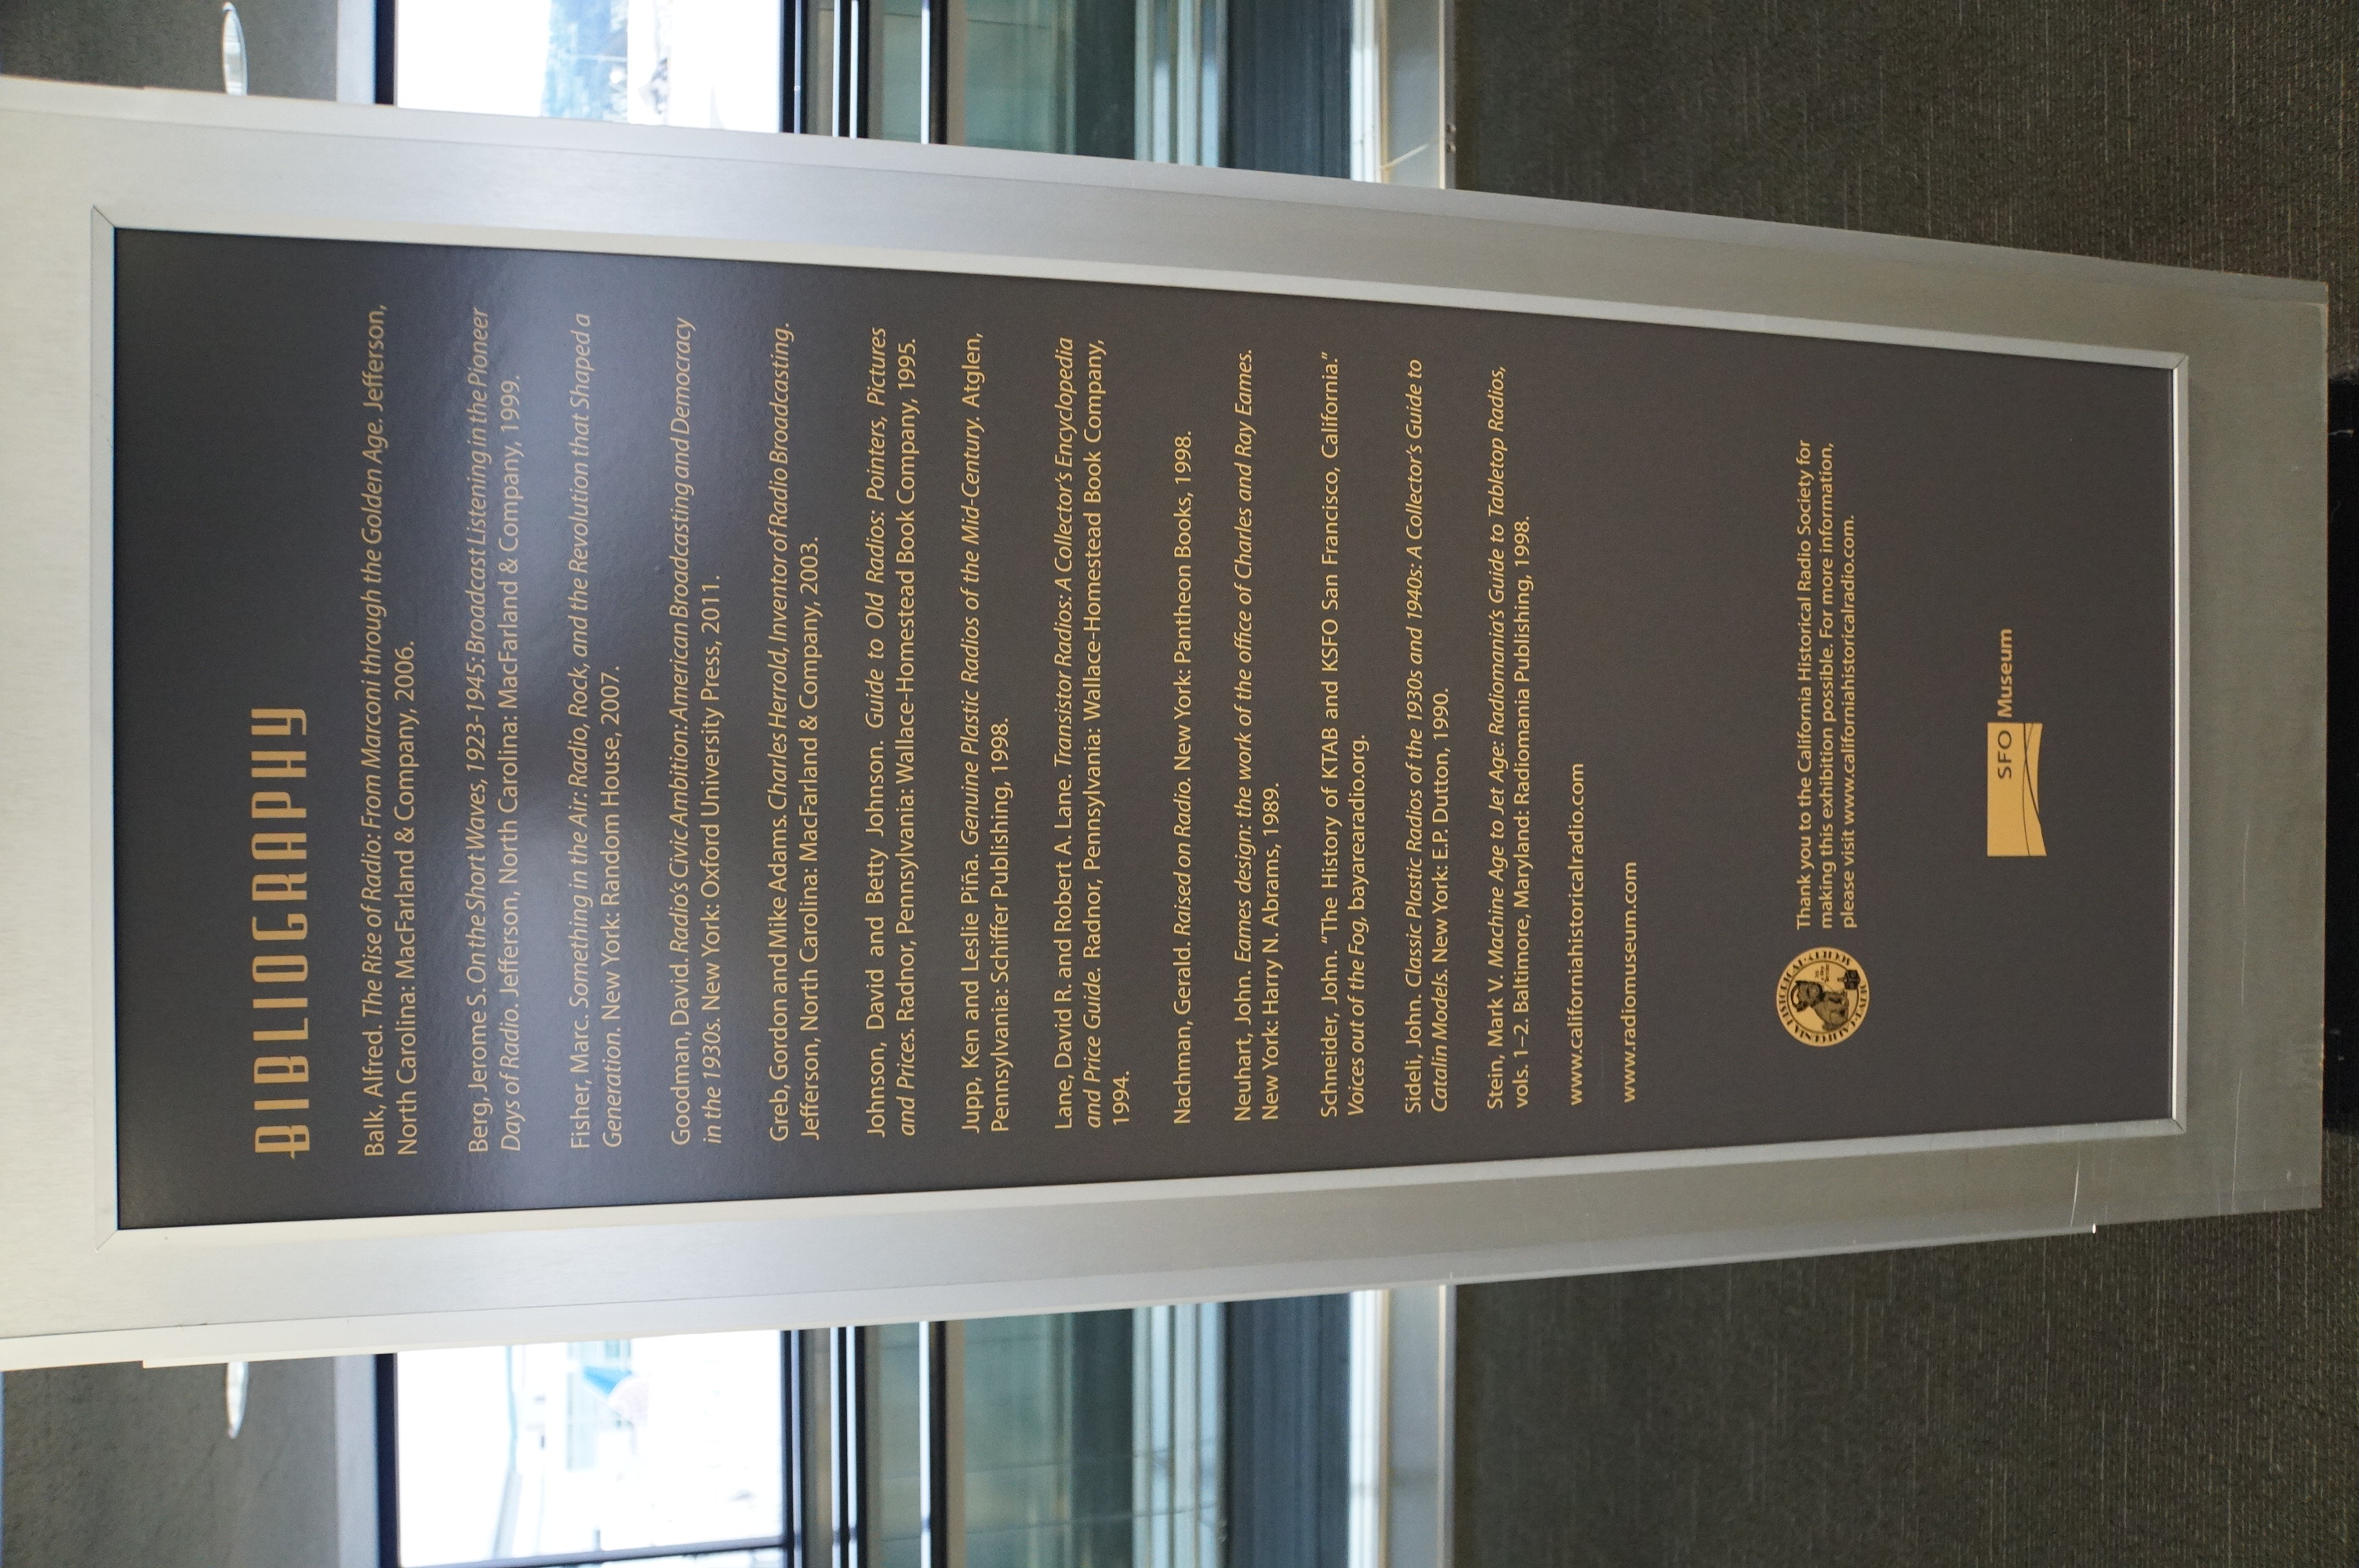 BIBLIOGRAPHY
Balk, Alfred. The Rise of Radio: From Marconi through the Golden Age. Jefferson,
North Carolina: MacFarland & Company, 2006.
Berg, Jerome S. On the Short Waves, 1923-1945: Broadcast Listening in the Pioneer
Days of Radio. Jefferson, North Carolina: MacFarland & Company, 1999.
Fisher, Marc. Something in the Air: Radio, Rock, and the Revolution that Shaped a
Generation. New York: Random House, 2007.
Goodman, David. Radio's Civic Ambition: American Broadcasting and Democracy
in the 1930s. New York: Oxford University Press, 2011.
Greb, Gordon and Mike Adams. Charles Herrold, Inventor of Radio Broadcasting.
Jefferson, North Carolina: MacFarland & Company, 2003.
Johnson, David and Betty Johnson. Guide to Old Radios: Pointers, Pictures
and Prices. Radnor, Pennsylvania: Wallace-Homestead Book Company, 1995.
Jupp, Ken and Leslie Piña. Genuine Plastic Radios of the Mid-Century. Atglen,
Pennsylvania: Schiffer Publishing, 1998.
Lane, David R. and Robert A. Lane. Transistor Radios: A Collector's Encyclopedia
and Price Guide. Radnor, Pennsylvania: Wallace-Homestead Book Company,
1994.
Nachman, Gerald. Raised on Radio. New York: Pantheon Books, 1998.
Neuhart, John. Eames design: the work of the office of Charles and Ray Eames.
New York: Harry N. Abrams, 1989.
Schneider, John. “The History of KTAB and KSFO San Francisco, California.”
Voices out of the Fog, bayarearadio.org.
Sideli, John. Classic Plastic Radios of the 1930s and 1940s: A Collector's Guide to
Catalin Models. New York: E.P. Dutton, 1990.
Stein, Mark V. Machine Age to Jet Age: Radiomania's Guide to Tabletop Radios,
vols. 1–2. Baltimore, Maryland: Radiomania Publishing, 1998.
www.californiahistoricalradio.com
www.radiomuseum.com
Thank you to the California Historical Radio Society for
making this exhibition possible. For more information,
please visit www.californiahistoricalradio.com.
SFO Museum